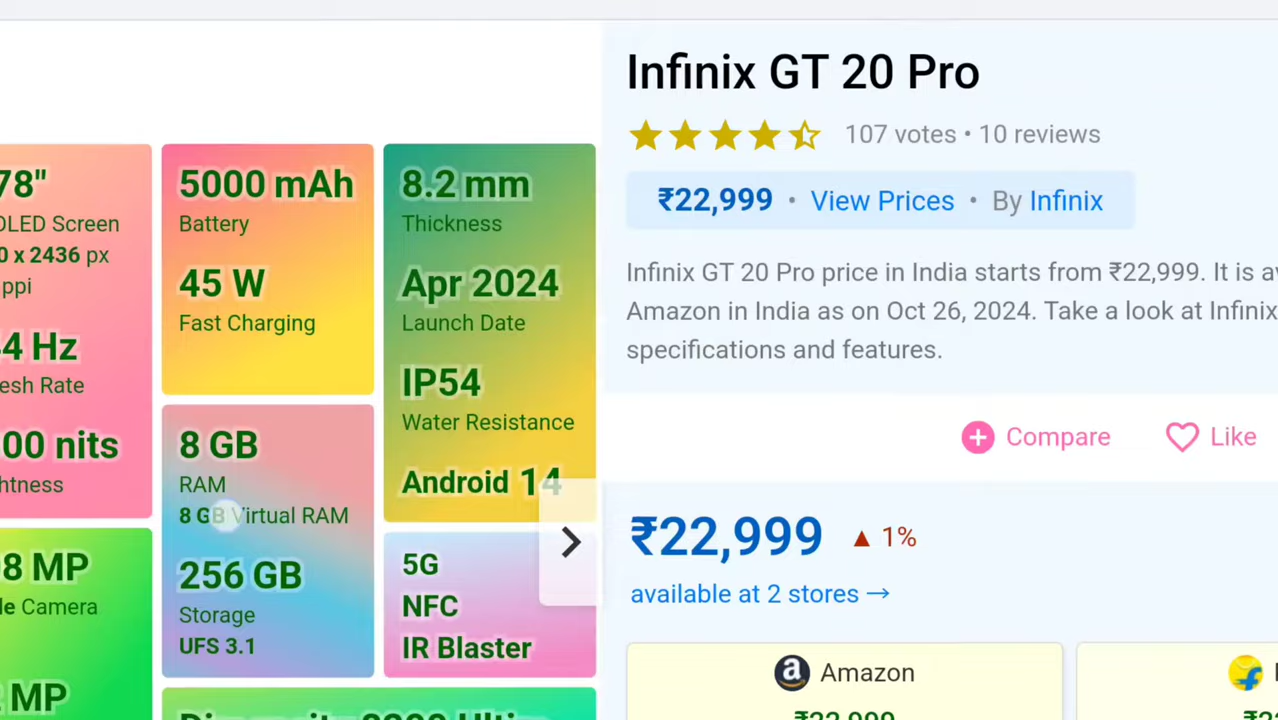 78"
OLED Screen
0 x 2436 px
ppi
4 Hz
esh Rate
00 nits
htness
8 MP
le Camera
MP
5000 mAh
Battery
45 W
Fast Charging
8 GB
RAM
8 GB Virtual RAM
256 GB
Storage
UFS 3.1
8.2 mm
Thickness
Apr 2024
Launch Date
IP54
Water Resistance
Android 14
5G
NFC
IR Blaster
Infinix GT 20 Pro
107 votes • 10 reviews
₹22,999 • View Prices • By Infinix
Infinix GT 20 Pro price in India starts from ₹22,999. It is av
Amazon in India as on Oct 26, 2024. Take a look at Infinix
specifications and features.
Compare
Like
₹22,999 ▲ 1%
available at 2 stores →
Amazon
₹22,999